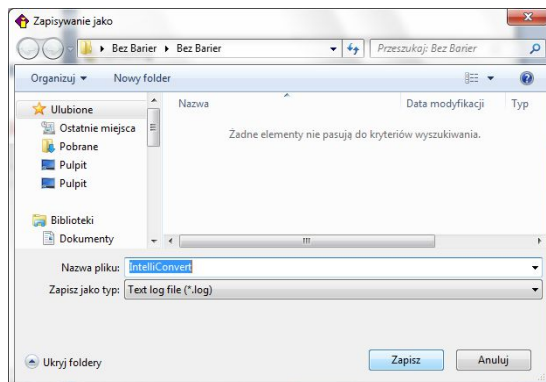 Zapisywanie jako
Bez Barier Bez Barier Przeszukaj: Bez Barier
Organizuj Nowy folder
Ulubione
Ostatnie miejsca
Pobrane
Pulpit
Pulpit
Biblioteki
Dokumenty
Nazwa Data modyfikacji Typ
Żadne elementy nie pasują do kryteriów wyszukiwania.
Nazwa pliku: IntelliConvert
Zapisz jako typ: Text log file (*.log)
Ukryj foldery Zapisz Anuluj